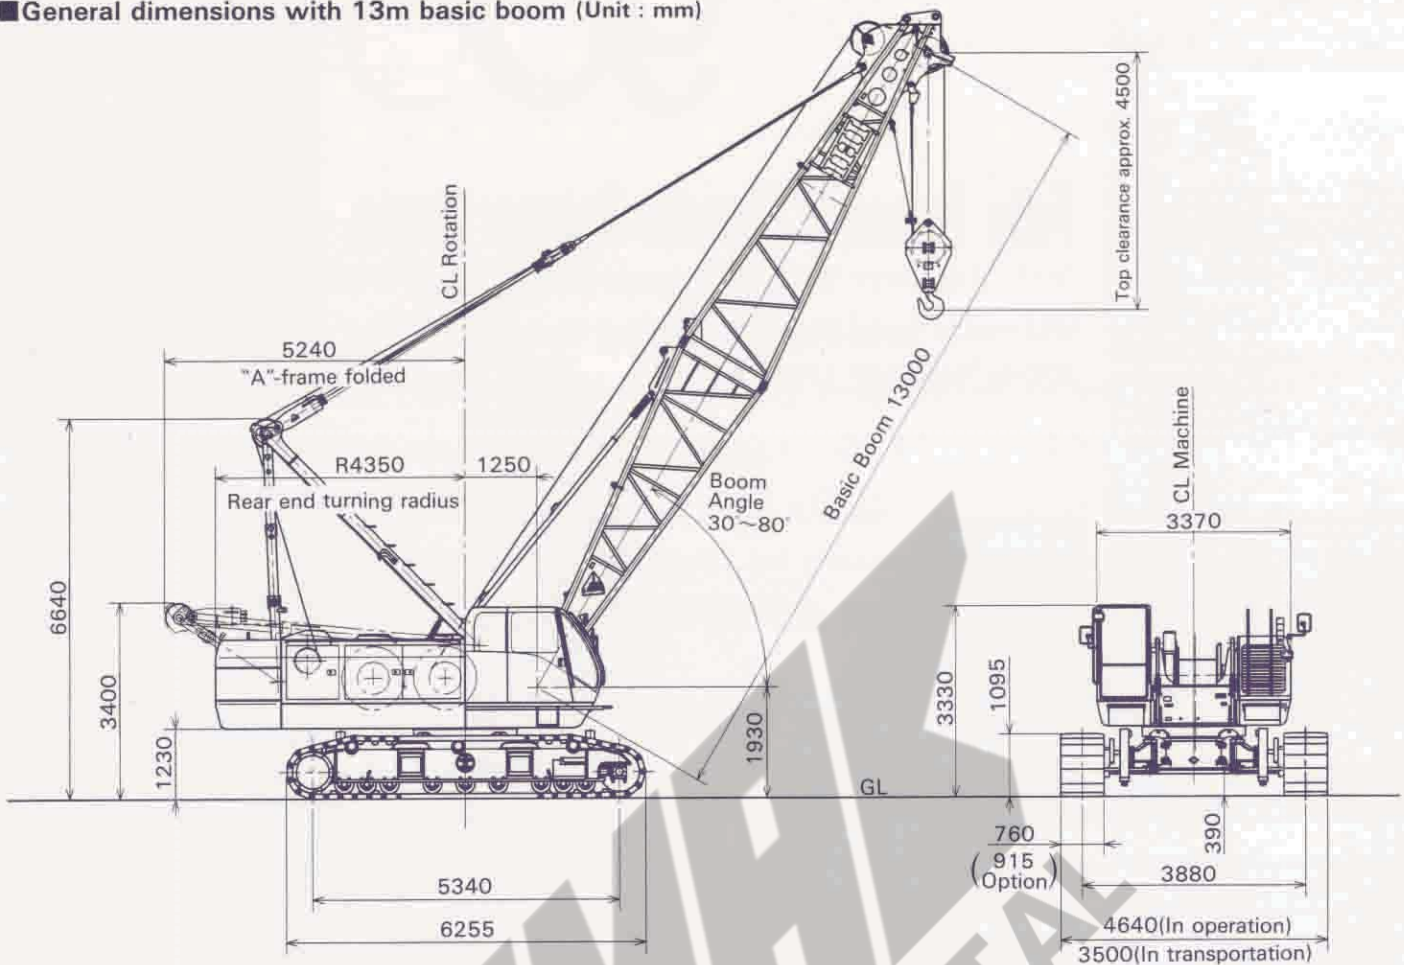 ■General dimensions with 13m basic boom (Unit : mm)
Top clearance approx. 4500
CL Rotation
5240
"A"-frame folded
Basic Boom 13000
CL Machine
R4350
1250
Rear end turning radius
Boom
Angle
30°~80°
3370
6640
3400
1230
1930
3330
1095
GL
760
(915
Option)
390
3880
5340
6255
4640(In operation)
3500(In transportation)